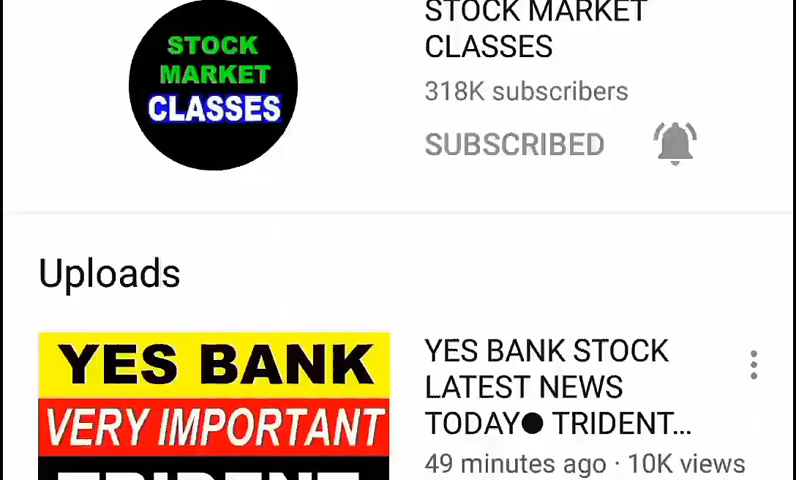 STOCK
MARKET
CLASSES
STOCK MARKET
CLASSES
318K subscribers
SUBSCRIBED
Uploads
YES BANK
VERY IMPORTANT
TRIDENT
YES BANK STOCK
LATEST NEWS
TODAY● TRIDENT...
49 minutes ago · 10K views